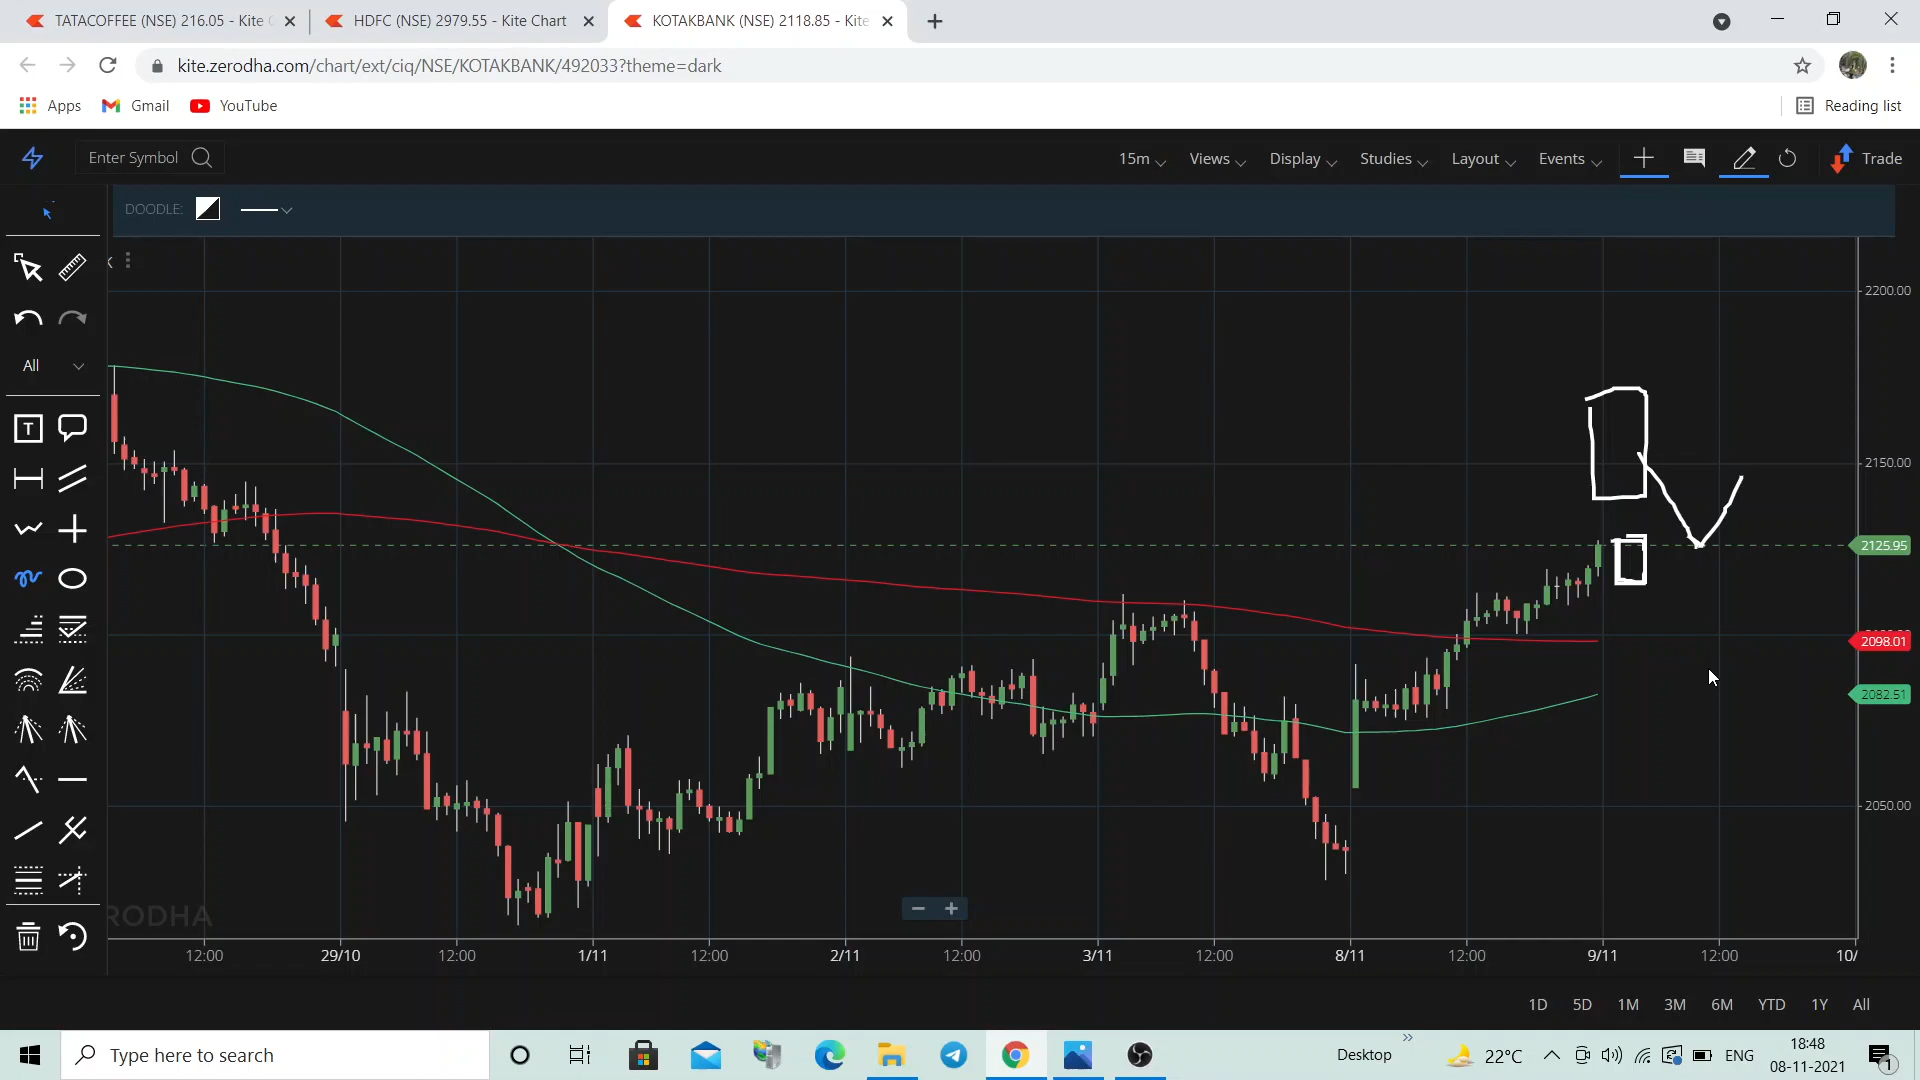 TATACOFFEE (NSE) 216.05 - Kite C
HDFC (NSE) 2979.55 - Kite Chart
KOTAKBANK (NSE) 2118.85 - Kite
kite.zerodha.com/chart/ext/ciq/NSE/KOTAKBANK/492033?theme=dark
Apps Gmail YouTube Reading list
Enter Symbol 15m Views Display Studies Layout Events Trade
DOODLE:
All
T
2200.00
2150.00
2125.95
2098.01
2082.51
2050.00
RODHA
12:00 29/10 12:00 1/11 12:00 2/11 12:00 3/11 12:00 8/11 12:00 9/11 12:00 10/
1D 5D 1M 3M 6M YTD 1Y All
Type here to search Desktop 22°C ENG 18:48
08-11-2021 1